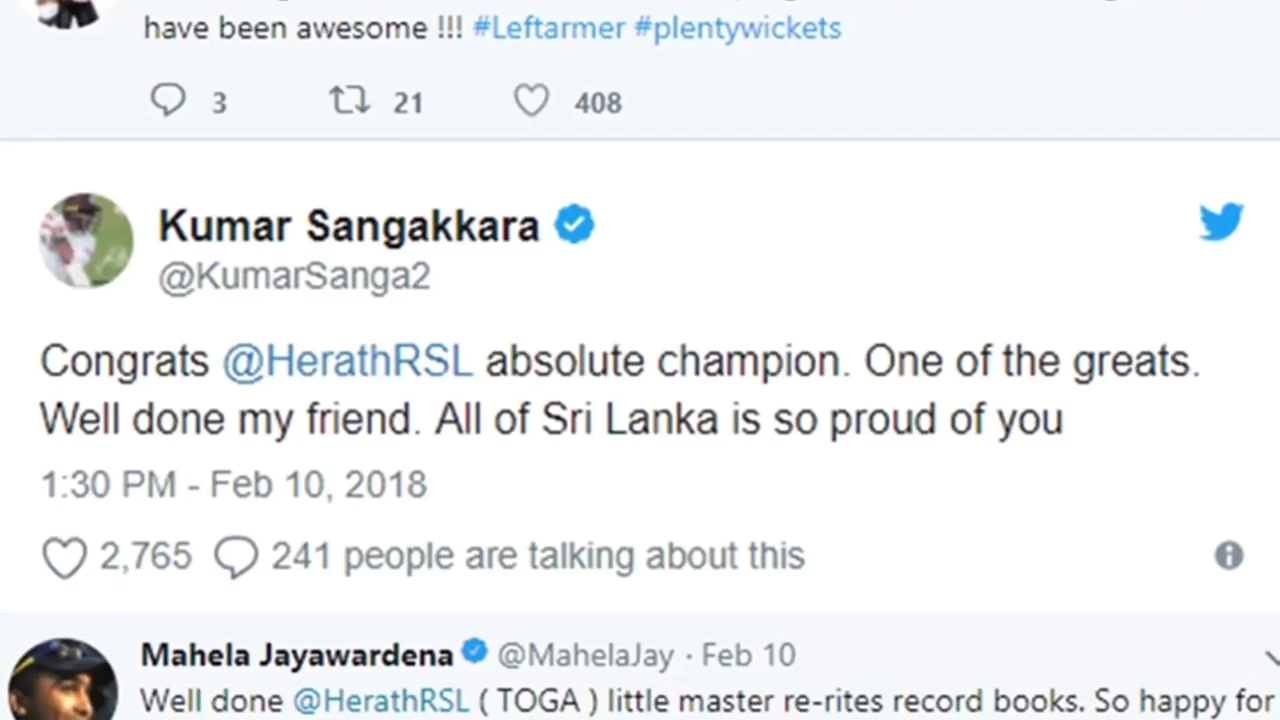 have been awesome !!! #Leftarmer #plentywickets
3 21 408
Kumar Sangakkara
@KumarSanga2
Congrats @HerathRSL absolute champion. One of the greats.
Well done my friend. All of Sri Lanka is so proud of you
1:30 PM - Feb 10, 2018
2,765 241 people are talking about this
Mahela Jayawardena @MahelaJay · Feb 10
Well done @HerathRSL ( TOGA ) little master re-rites record books. So happy for